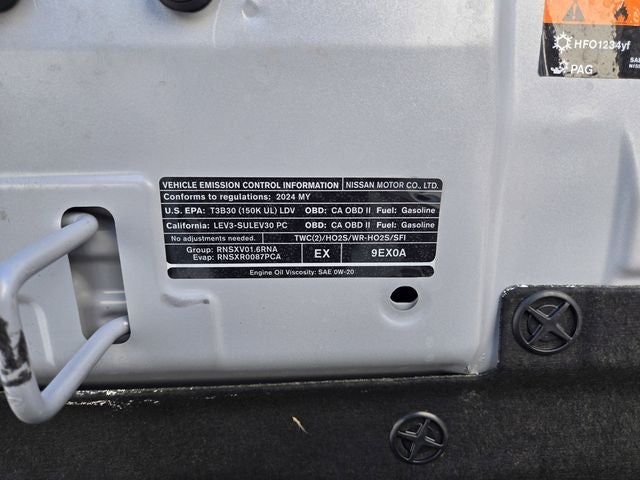 VEHICLE EMISSION CONTROL INFORMATION NISSAN MOTOR CO., LTD.
Conforms to regulations: 2024 MY
U.S. EPA: T3B30 (150K UL) LDV OBD: CA OBD II Fuel: Gasoline
California: LEV3-SULEV30 PC OBD: CA OBD II Fuel: Gasoline
No adjustments needed. TWC(2)/HO2S/WR-HO2S/SFI
Group: RNSXV01.6RNA
Evap: RNSXR0087PCA
EX 9EX0A
Engine Oil Viscosity: SAE 0W-20
HFO1234yf
PAG
SAE